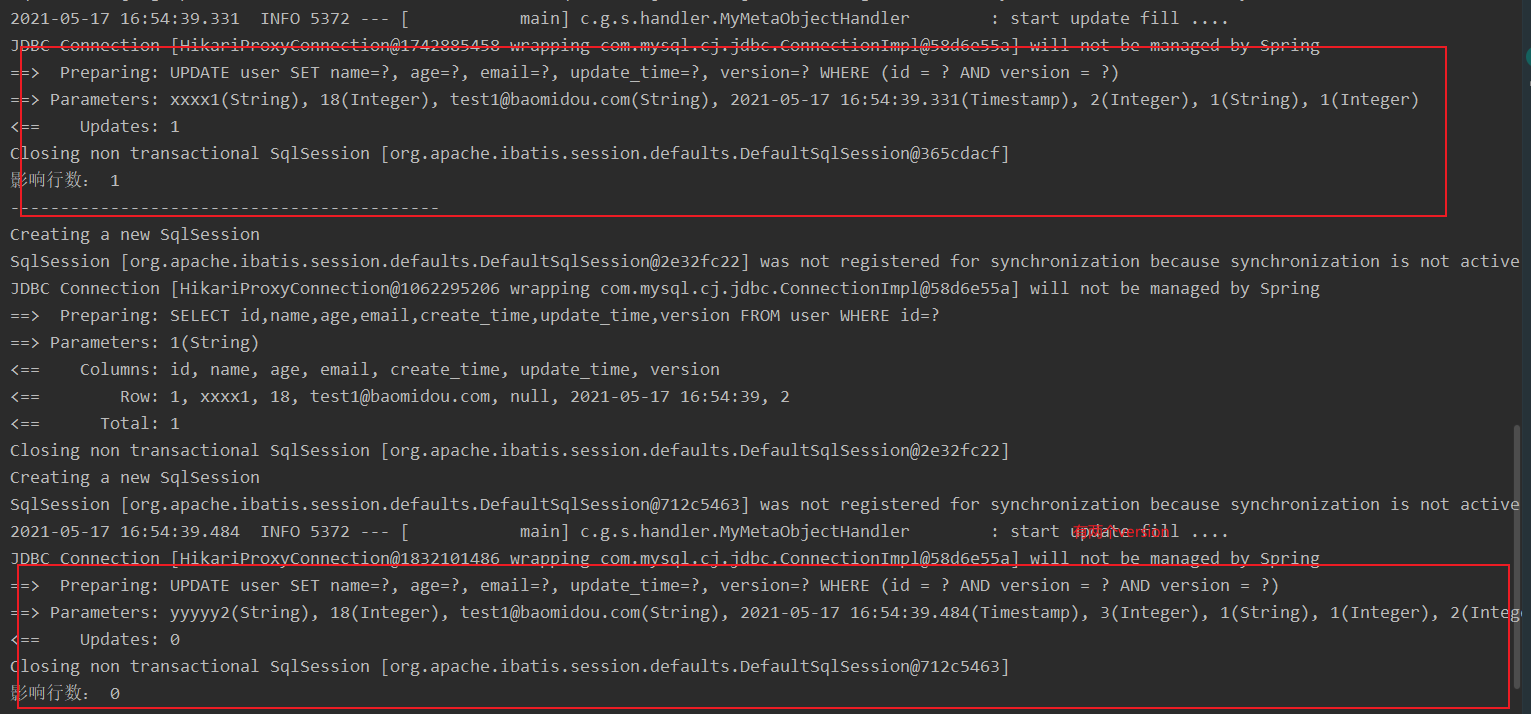 2021-05-17 16:54:39.331  INFO 5372 --- [           main] c.g.s.handler.MyMetaObjectHandler        : start update fill ....
JDBC Connection [HikariProxyConnection@1742885458 wrapping com.mysql.cj.jdbc.ConnectionImpl@58d6e55a] will not be managed by Spring
==>  Preparing: UPDATE user SET name=?, age=?, email=?, update_time=?, version=? WHERE (id = ? AND version = ?)
==> Parameters: xxxx1(String), 18(Integer), test1@baomidou.com(String), 2021-05-17 16:54:39.331(Timestamp), 2(Integer), 1(String), 1(Integer)
<==    Updates: 1
Closing non transactional SqlSession [org.apache.ibatis.session.defaults.DefaultSqlSession@365cdacf]
影响行数： 1
-------------------------------------------
Creating a new SqlSession
SqlSession [org.apache.ibatis.session.defaults.DefaultSqlSession@2e32fc22] was not registered for synchronization because synchronization is not active
JDBC Connection [HikariProxyConnection@1062295206 wrapping com.mysql.cj.jdbc.ConnectionImpl@58d6e55a] will not be managed by Spring
==>  Preparing: SELECT id,name,age,email,create_time,update_time,version FROM user WHERE id=?
==> Parameters: 1(String)
<==    Columns: id, name, age, email, create_time, update_time, version
<==        Row: 1, xxxx1, 18, test1@baomidou.com, null, 2021-05-17 16:54:39, 2
<==      Total: 1
Closing non transactional SqlSession [org.apache.ibatis.session.defaults.DefaultSqlSession@2e32fc22]
Creating a new SqlSession
SqlSession [org.apache.ibatis.session.defaults.DefaultSqlSession@712c5463] was not registered for synchronization because synchronization is not active
2021-05-17 16:54:39.484  INFO 5372 --- [           main] c.g.s.handler.MyMetaObjectHandler        : start update fill ....
JDBC Connection [HikariProxyConnection@1832101486 wrapping com.mysql.cj.jdbc.ConnectionImpl@58d6e55a] will not be managed by Spring
==>  Preparing: UPDATE user SET name=?, age=?, email=?, update_time=?, version=? WHERE (id = ? AND version = ? AND version = ?)
==> Parameters: yyyyy2(String), 18(Integer), test1@baomidou.com(String), 2021-05-17 16:54:39.484(Timestamp), 3(Integer), 1(String), 1(Integer), 2(Integ
<==    Updates: 0
Closing non transactional SqlSession [org.apache.ibatis.session.defaults.DefaultSqlSession@712c5463]
影响行数： 0